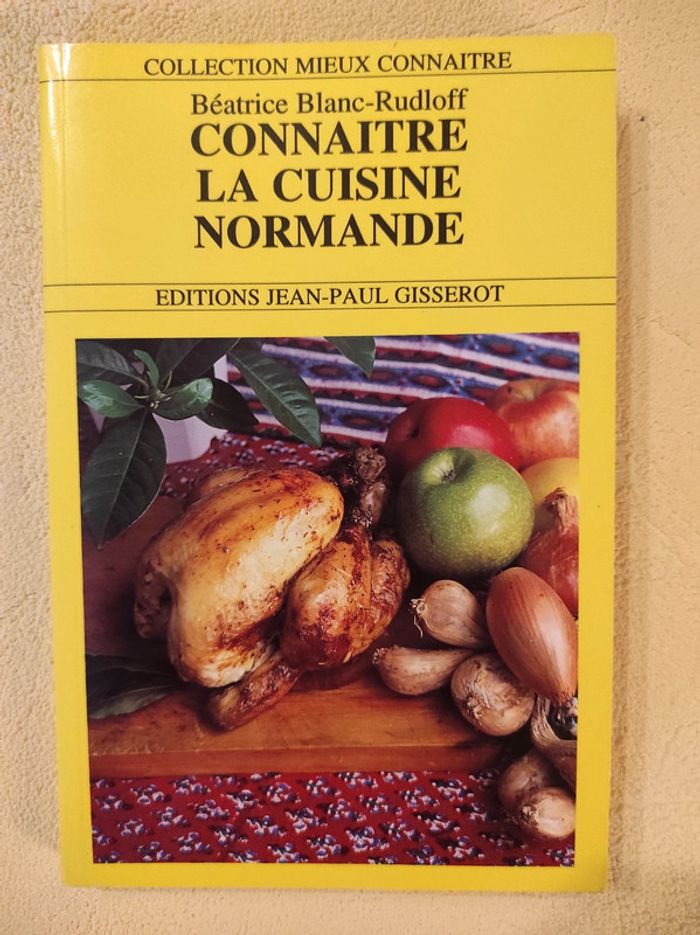 COLLECTION MIEUX CONNAITRE
Béatrice Blanc-Rudloff
CONNAITRE
LA CUISINE
NORMANDE
EDITIONS JEAN-PAUL GISSEROT